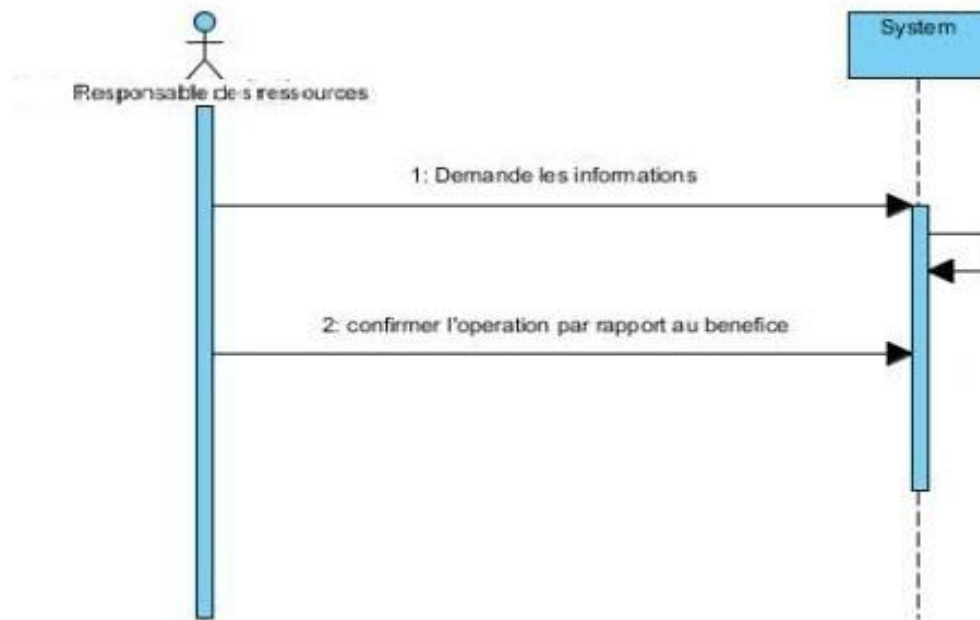 System
Responsable des ressources
1: Demande les informations
2: confirmer l'operation par rapport au benefice